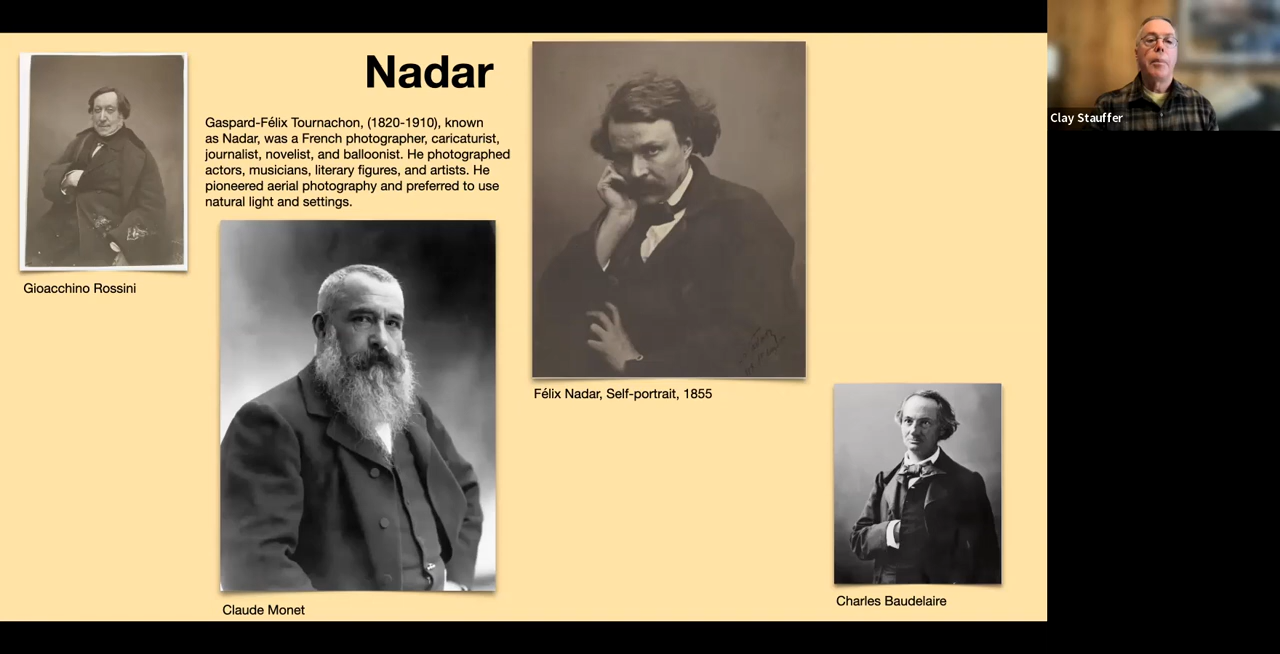 Nadar
Gaspard-Félix Tournachon, (1820-1910), known
as Nadar, was a French photographer, caricaturist,
journalist, novelist, and balloonist. He photographed
actors, musicians, literary figures, and artists. He
pioneered aerial photography and preferred to use
natural light and settings.
Gioacchino Rossini
Claude Monet
Félix Nadar, Self-portrait, 1855
Charles Baudelaire
Clay Stauffer